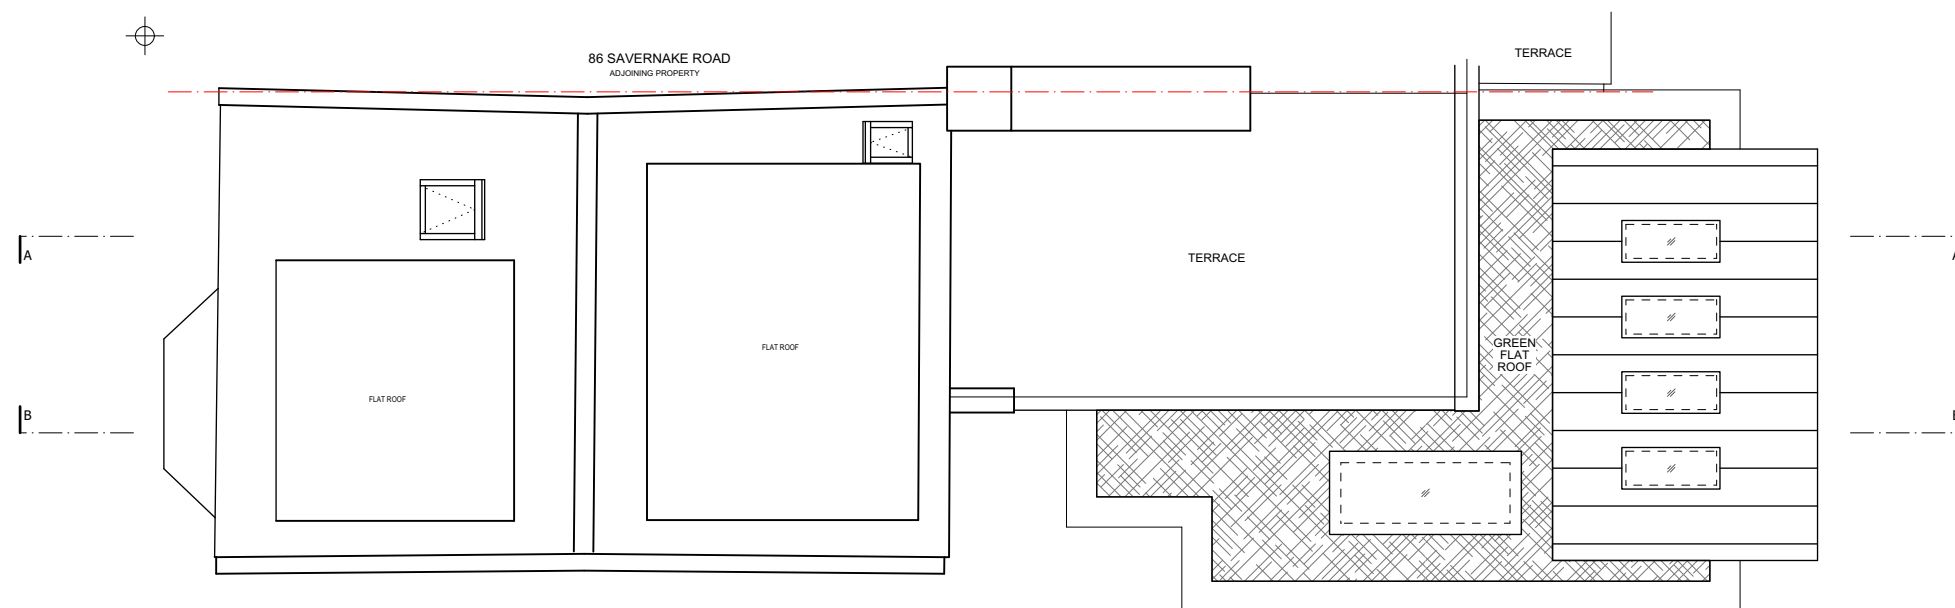 86 SAVERNAKE ROAD
ADJOINING PROPERTY
TERRACE
A
TERRACE
GREEN
FLAT
ROOF
FLAT ROOF
FLAT ROOF
B